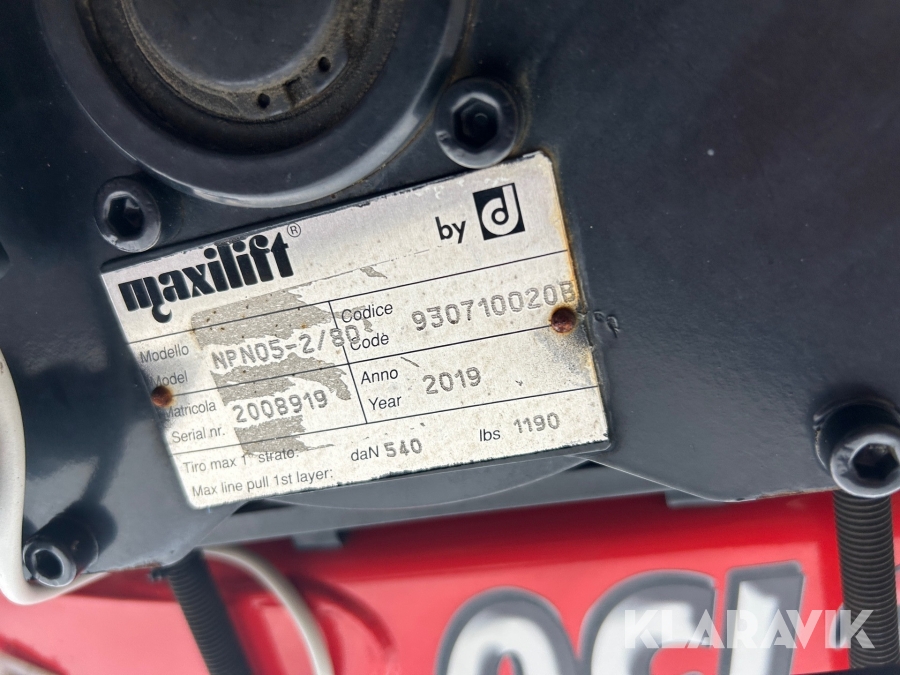 maxilift® by d
Modello
Model
NPN05-2/80
Codice
Code
930710020B
Matricola
Serial nr.
2008919
Anno
Year
2019
Tiro max 1° strato:
Max line pull 1st layer:
daN 540
lbs 1190
KLARAVIK